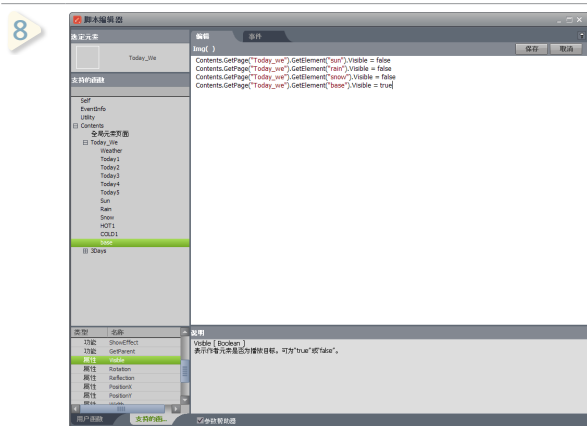 8
脚本编辑器
选定元素
编辑
事件
Today_We
Img( )
保存
取消
Contents.GetPage("Today_we").GetElement("sun").Visible = false
Contents.GetPage("Today_we").GetElement("rain").Visible = false
Contents.GetPage("Today_we").GetElement("snow").Visible = false
Contents.GetPage("Today_we").GetElement("base").Visible = true
支持的函数
Self
EventInfo
Utility
Contents
全局元素页面
Today_We
Weather
Today1
Today2
Today3
Today4
Today5
Sun
Rain
Snow
HOT1
COLD1
base
3Days
类型 名称
功能 ShowEffect
功能 GetParent
属性 Visible
属性 Rotation
属性 Reflection
属性 PositionX
属性 PositionY
属性 Width
说明
Visible [ Boolean ]
表示作者元素是否为播放目标。可为"true"或"false"。
用户函数
支持的函...
参数帮助器